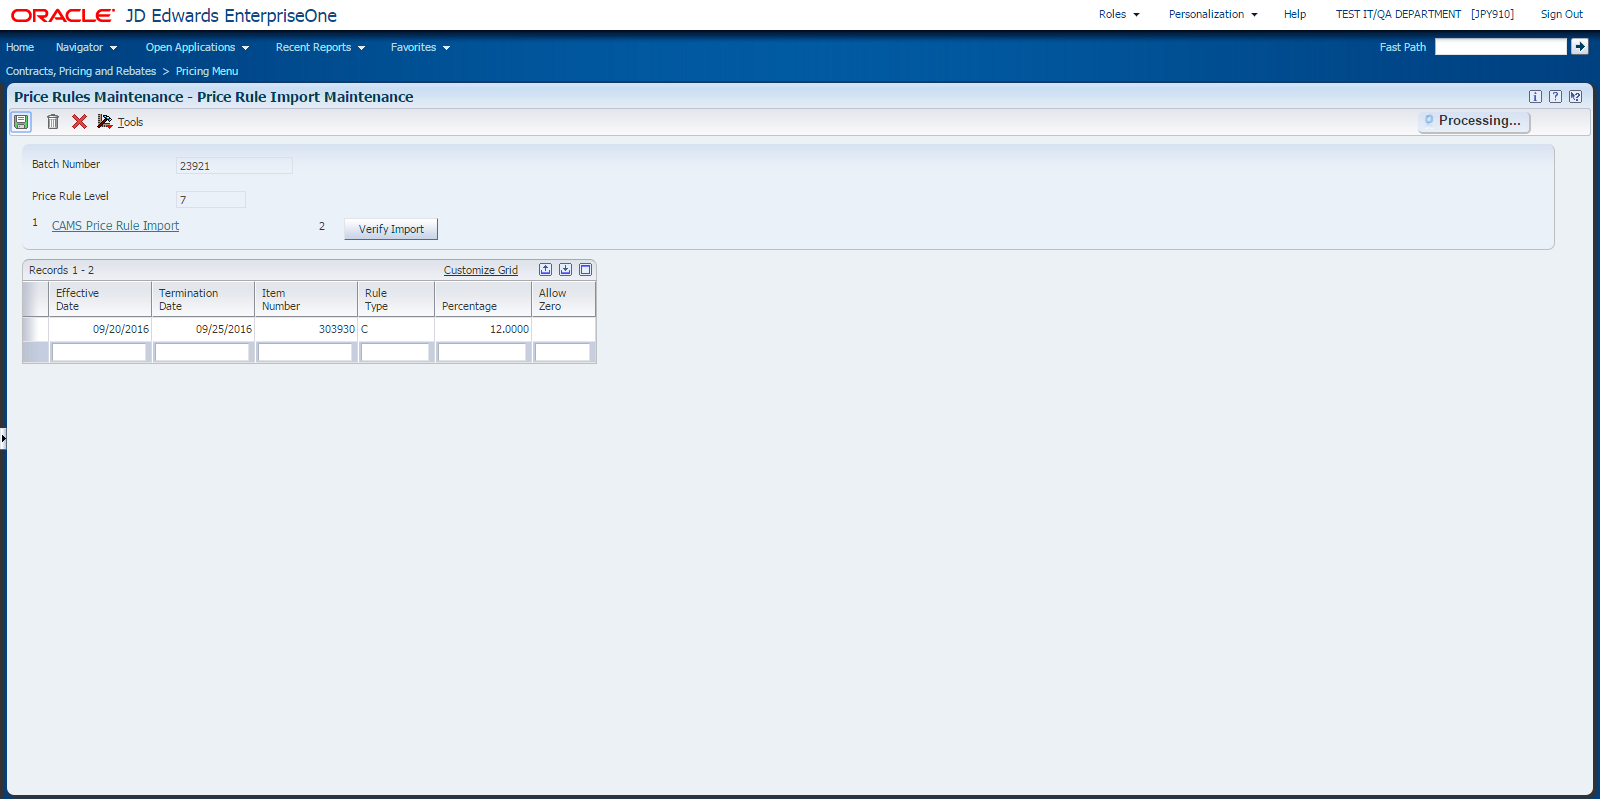 ORACLE JD Edwards EnterpriseOne Roles Personalization Help TEST IT/QA DEPARTMENT [JPY910] Sign Out
Home Navigator Open Applications Recent Reports Favorites Fast Path
Contracts, Pricing and Rebates > Pricing Menu
Price Rules Maintenance - Price Rule Import Maintenance
Tools Processing...
Batch Number 23921
Price Rule Level 7
1 CAMS Price Rule Import 2 Verify Import
Records 1 - 2 Customize Grid
Effective Date Termination Date Item Number Rule Type Percentage Allow Zero
09/20/2016 09/25/2016 303930 C 12.0000